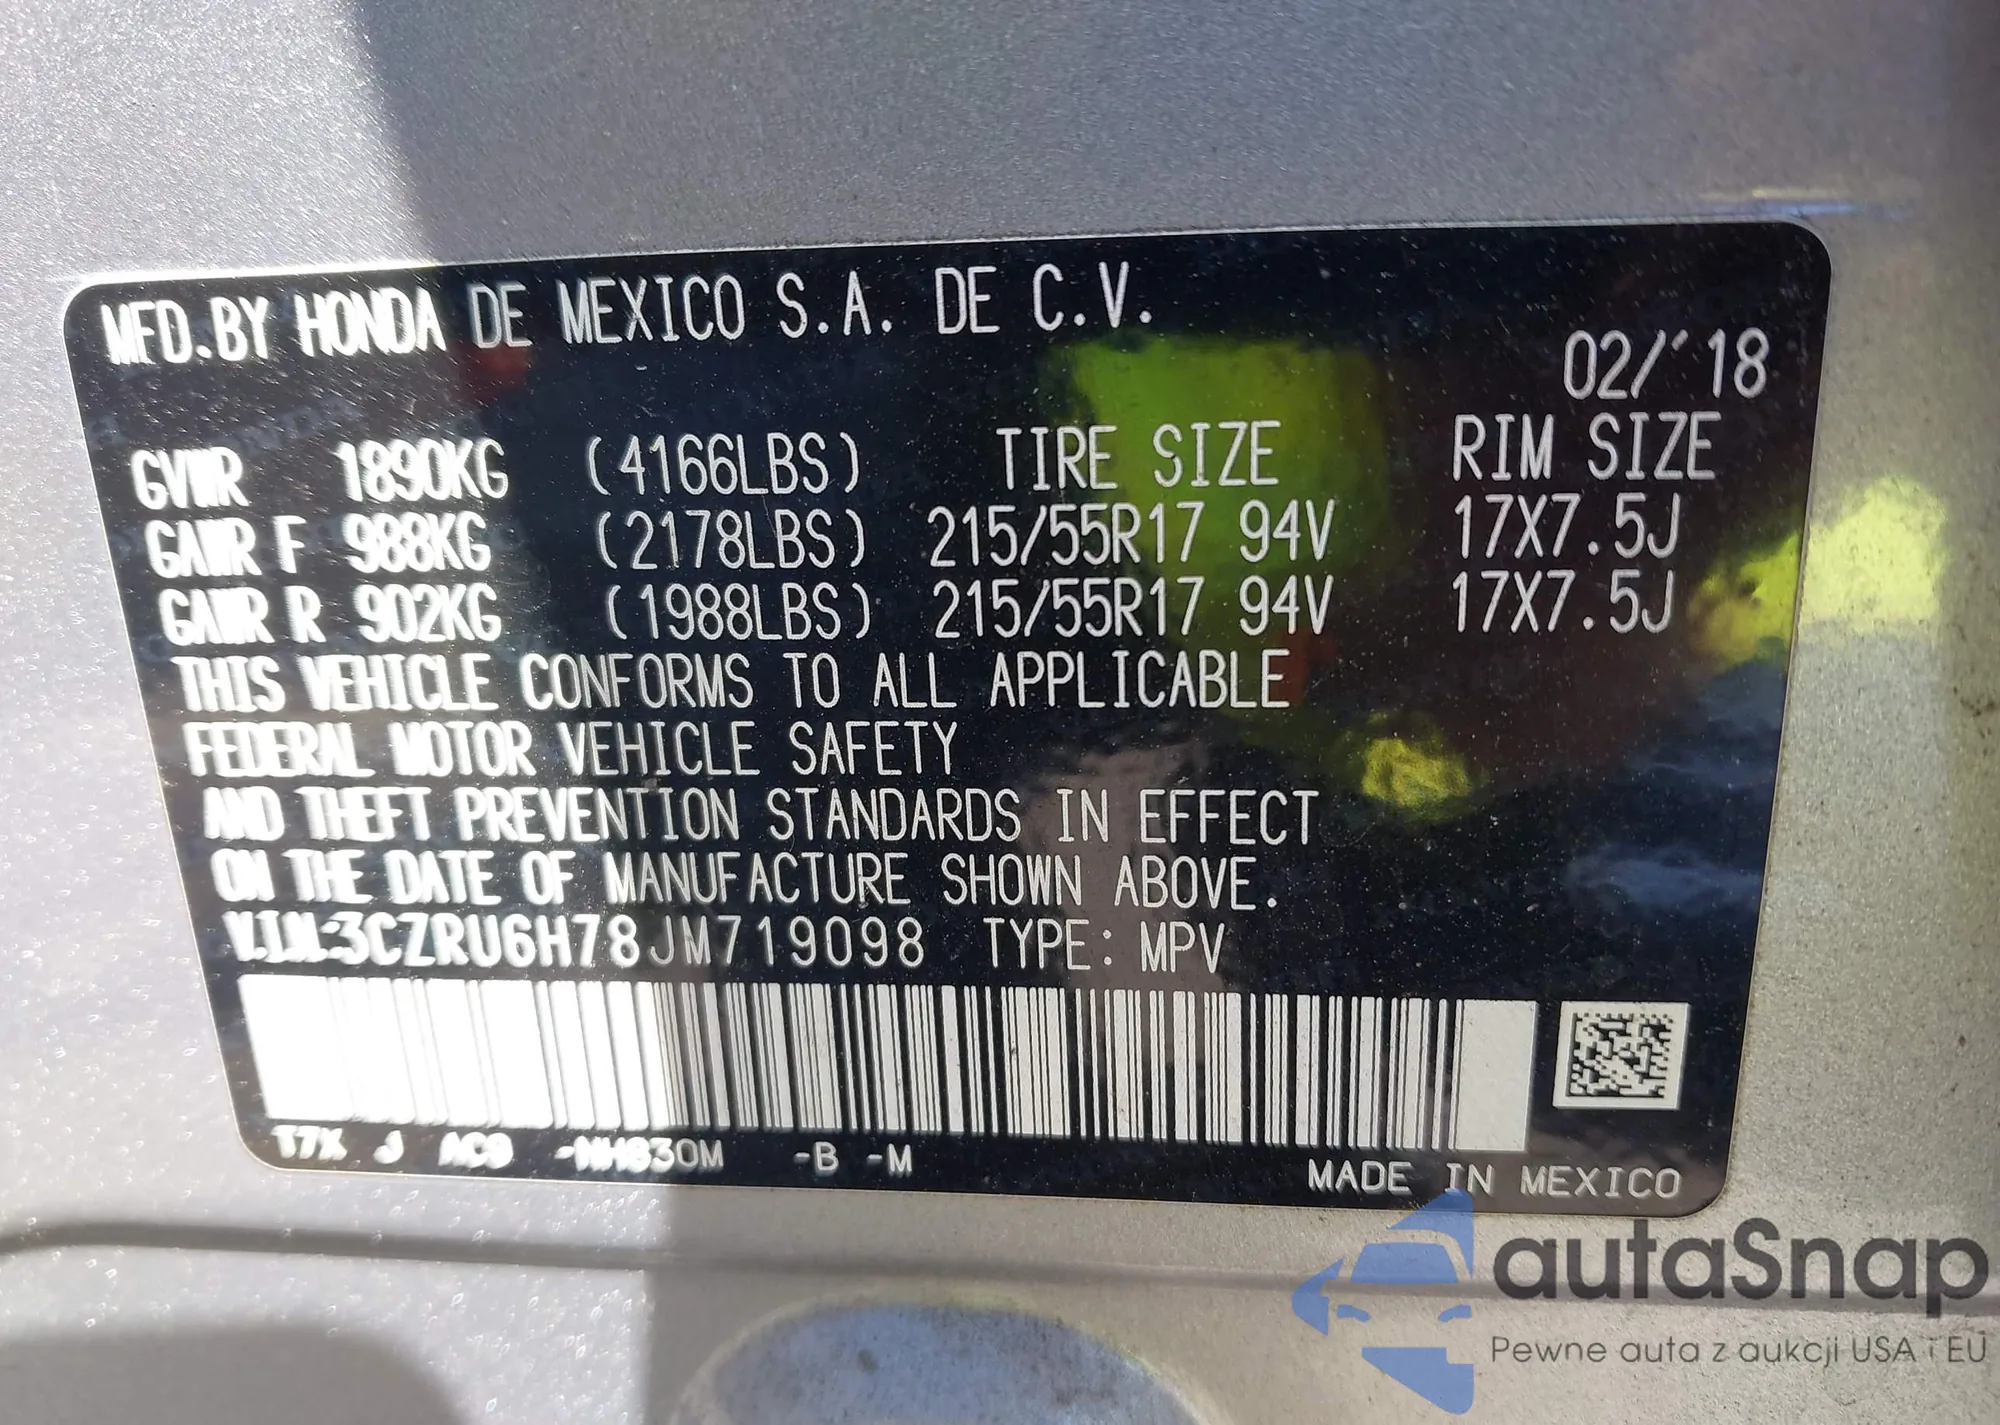 MFD.BY HONDA DE MEXICO S.A. DE C.V.
02/'18
GVWR 1890KG (4166LBS) TIRE SIZE RIM SIZE
GAWR F 988KG (2178LBS) 215/55R17 94V 17X7.5J
GAWR R 902KG (1988LBS) 215/55R17 94V 17X7.5J
THIS VEHICLE CONFORMS TO ALL APPLICABLE
FEDERAL MOTOR VEHICLE SAFETY
AND THEFT PREVENTION STANDARDS IN EFFECT
ON THE DATE OF MANUFACTURE SHOWN ABOVE.
VIN:3CZRU6H78JM719098 TYPE: MPV
T7X J AC9 -NH830M -B -M
MADE IN MEXICO
autaSnap
Pewne auta z aukcji USA i EU